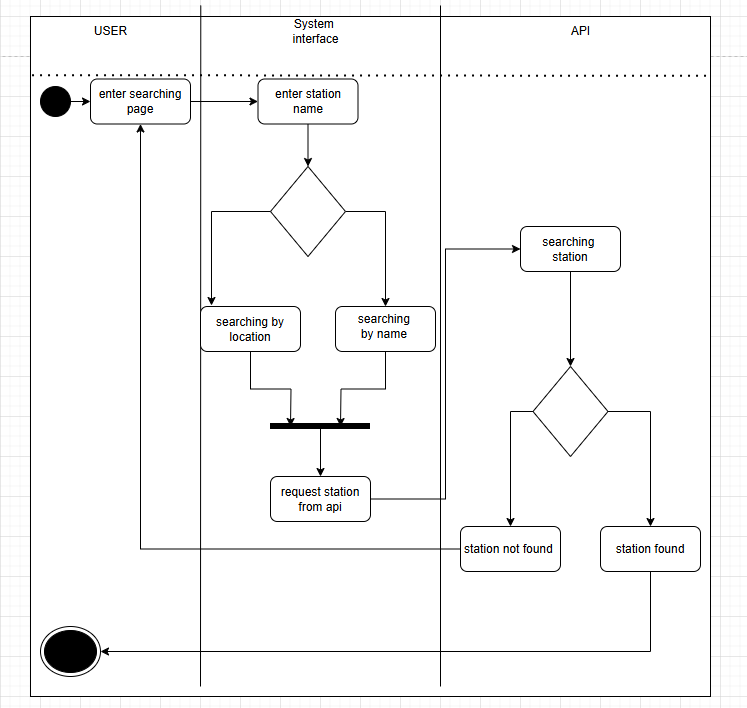 USER
System
interface
API
enter searching
page
enter station
name
searching
station
searching by
location
searching
by name
request station
from api
station not found
station found